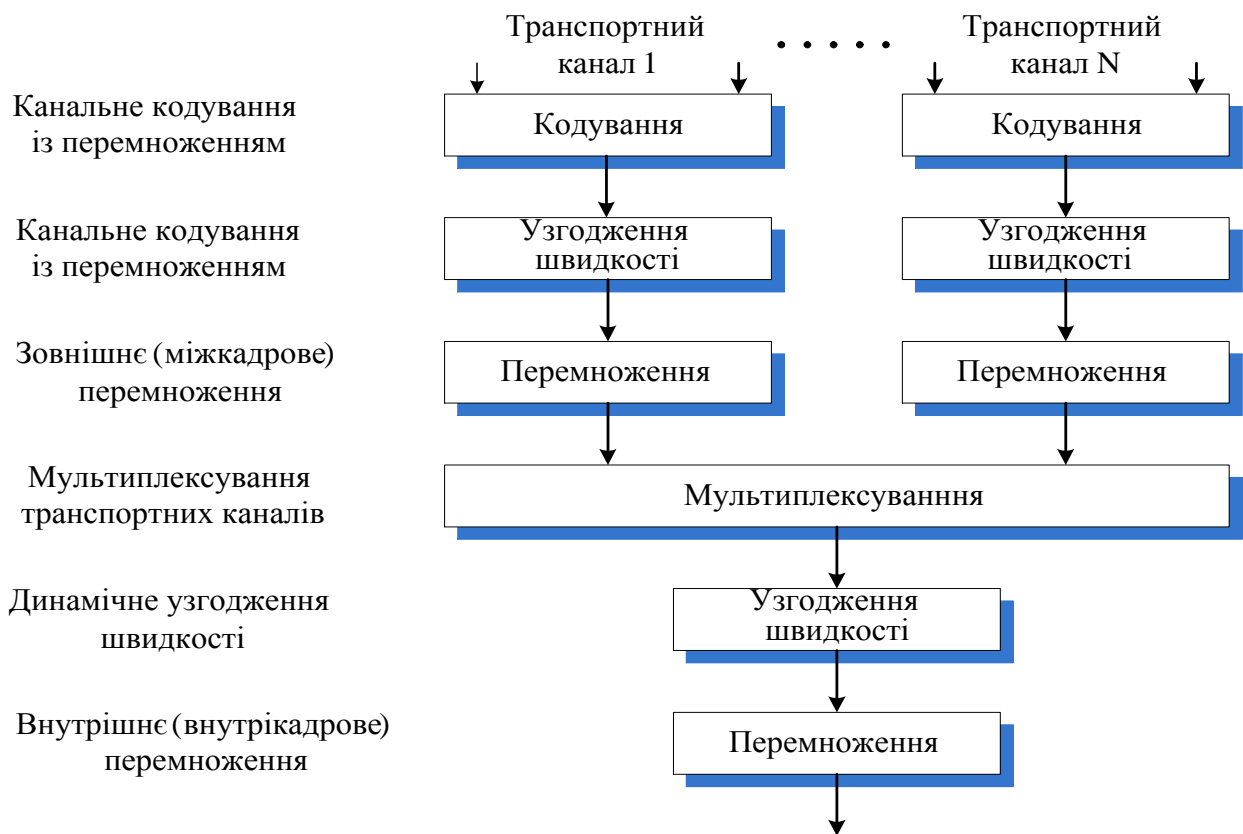 Транспортний
канал 1
. . . . .
Транспортний
канал N
Канальне кодування
із перемноженням
Кодування
Кодування
Канальне кодування
із перемноженням
Узгодження
швидкості
Узгодження
швидкості
Зовнішнє (міжкадрове)
перемноження
Перемноження
Перемноження
Мультиплексування
транспортних каналів
Мультиплексуванння
Динамічне узгодження
швидкості
Узгодження
швидкості
Внутрішнє (внутрікадрове)
перемноження
Перемноження